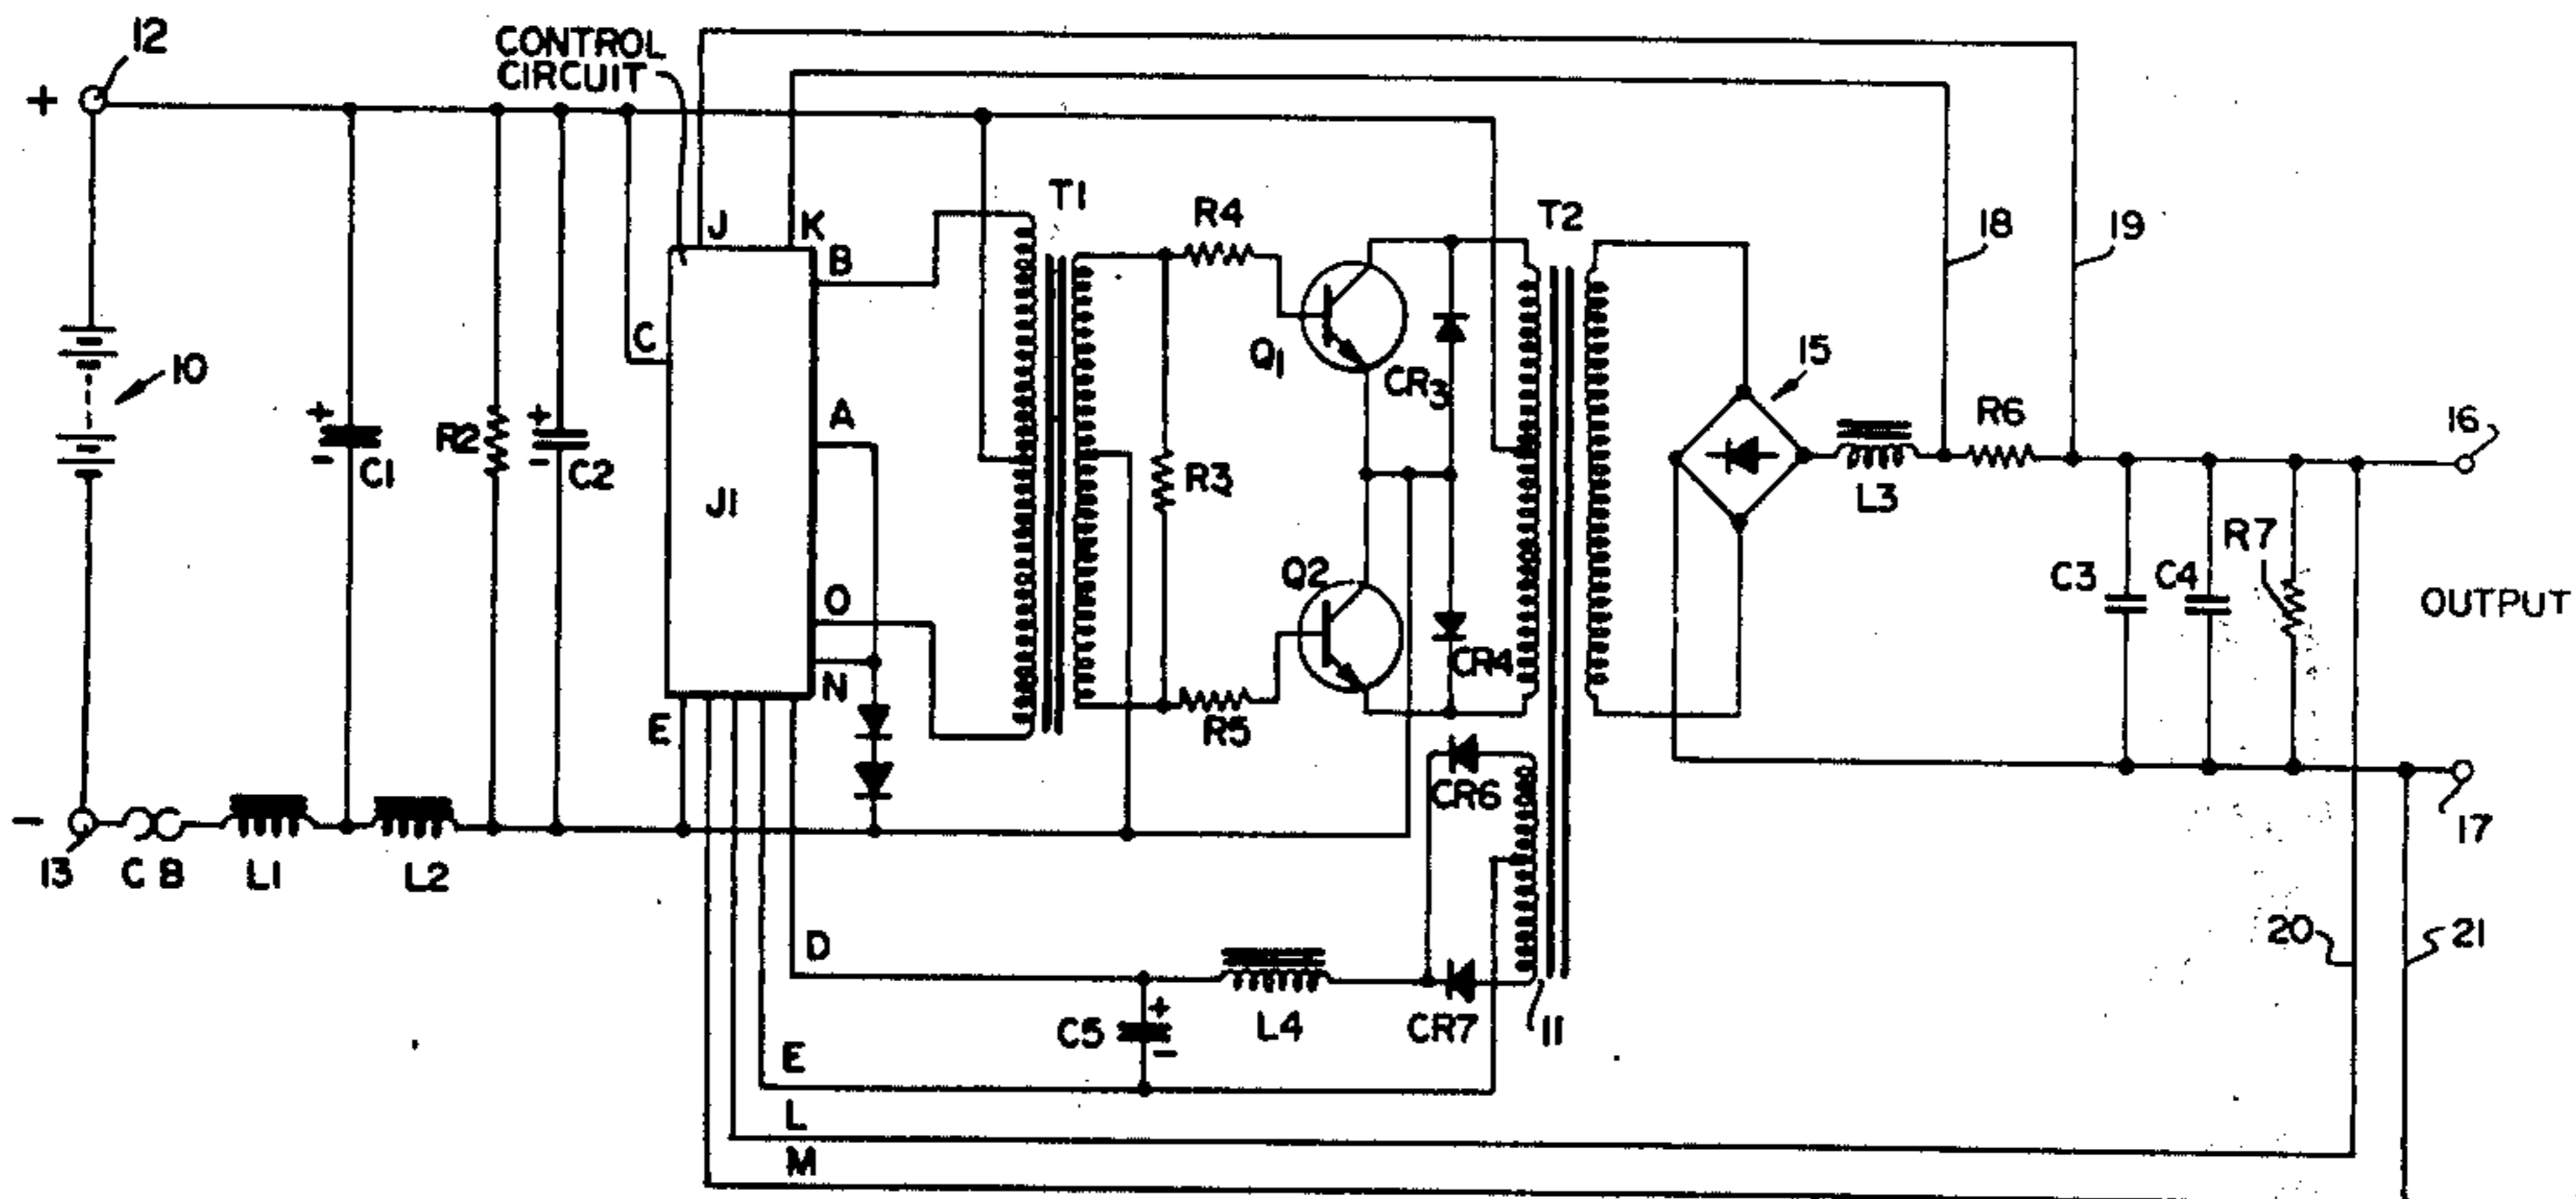 12
CONTROL
CIRCUIT
+
J
K
B
T1
R4
T2
18
19
C
10
Q1
CR3
15
R6
16
+
-
C1
R2
+
-
C2
A
J1
R3
L3
Q2
C3
C4
R7
OUTPUT
O
N
CR4
E
R5
CR6
-
13
CB
L1
L2
17
D
20
21
C5
+
-
L4
CR7
11
E
L
M